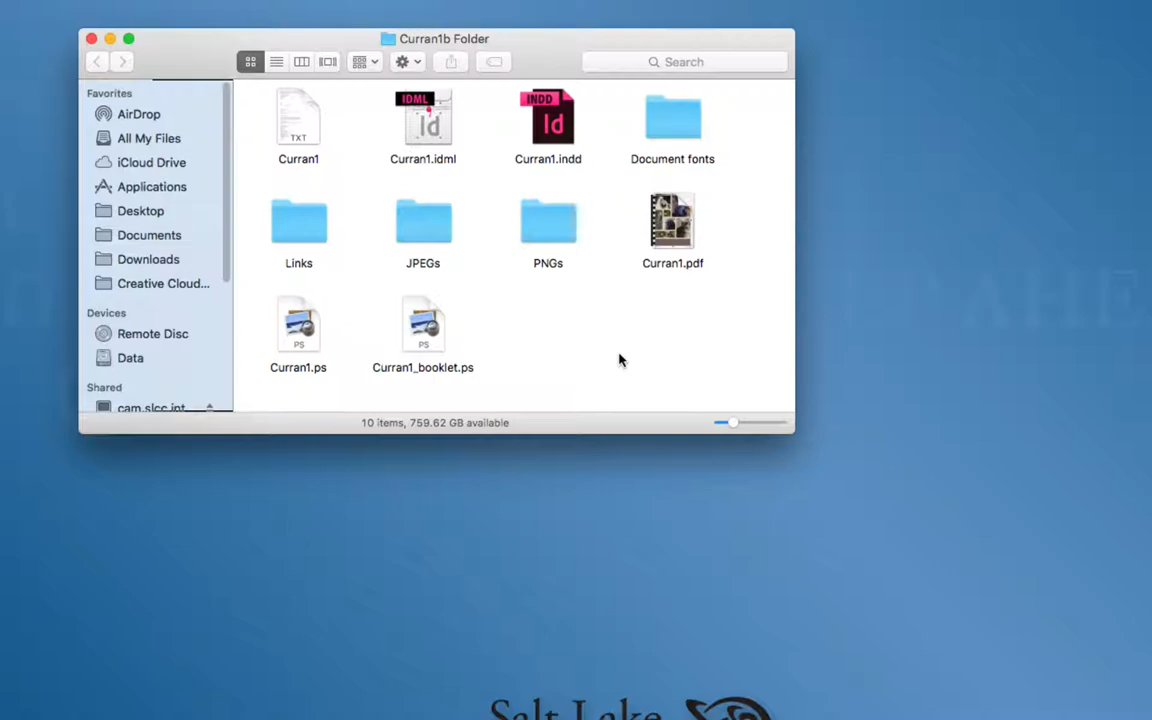 Curran1b Folder
Search
Favorites
AirDrop
All My Files
iCloud Drive
Applications
Desktop
Documents
Downloads
Creative Cloud...
Devices
Remote Disc
Data
Shared
cam.slcc.int
TXT
Curran1
IDML
Id
Curran1.idml
INDD
Id
Curran1.indd
Document fonts
Links
JPEGs
PNGs
Curran1.pdf
PS
Curran1.ps
PS
Curran1_booklet.ps
10 items, 759.62 GB available
Salt Lake